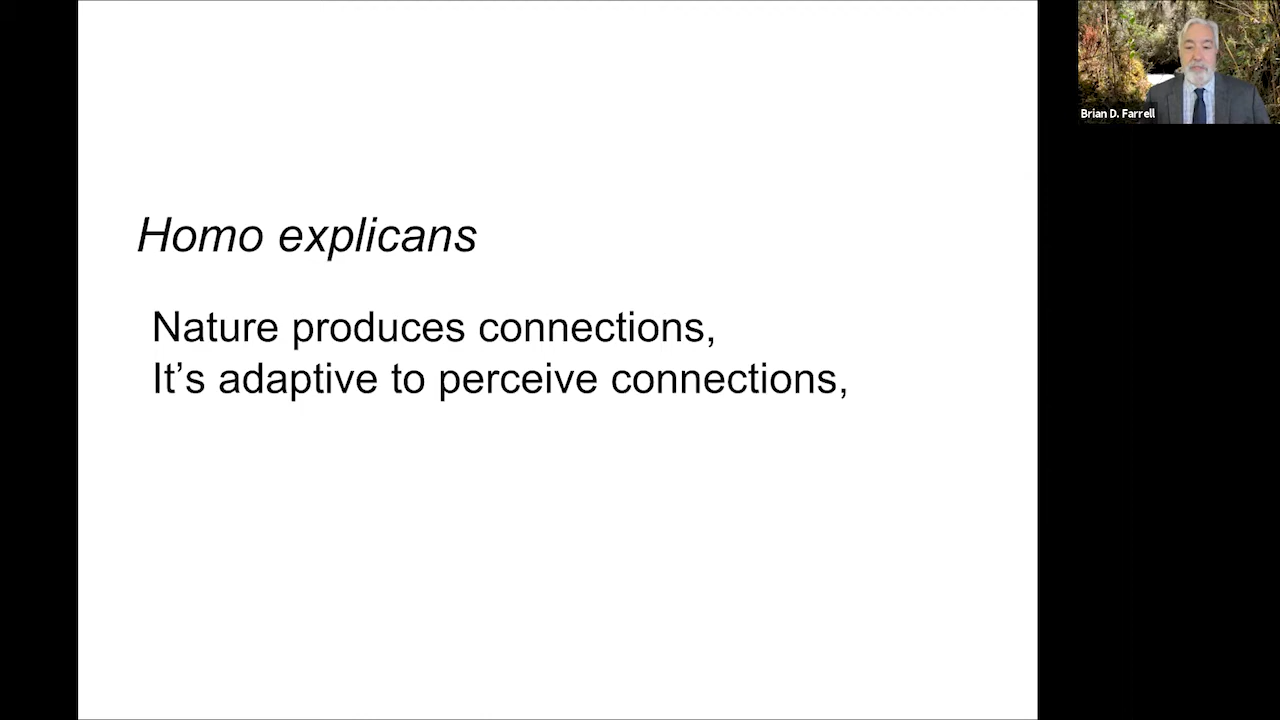 Homo explicans
Nature produces connections,
It’s adaptive to perceive connections,
Brian D. Farrell